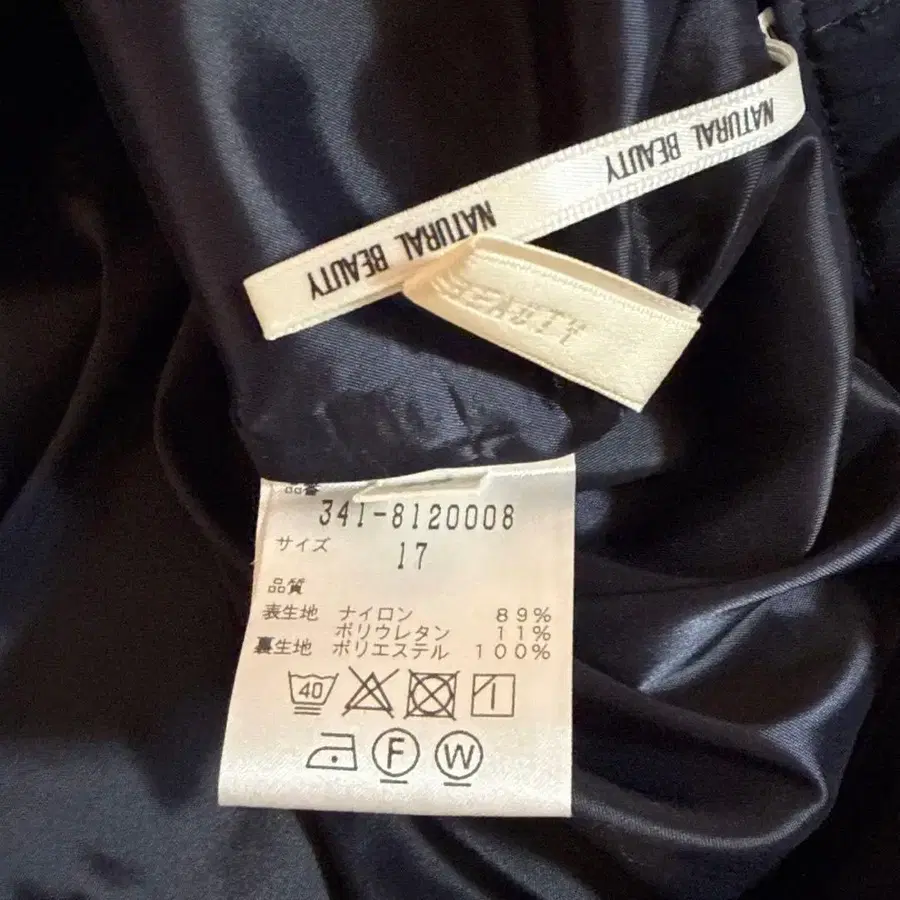 NATURAL BEAUTY
NATURAL BEAUTY
品番
341-8120008
サイズ 17
品質
表生地 ナイロン 89%
ポリウレタン 11%
裏生地 ポリエステル 100%
40
F W